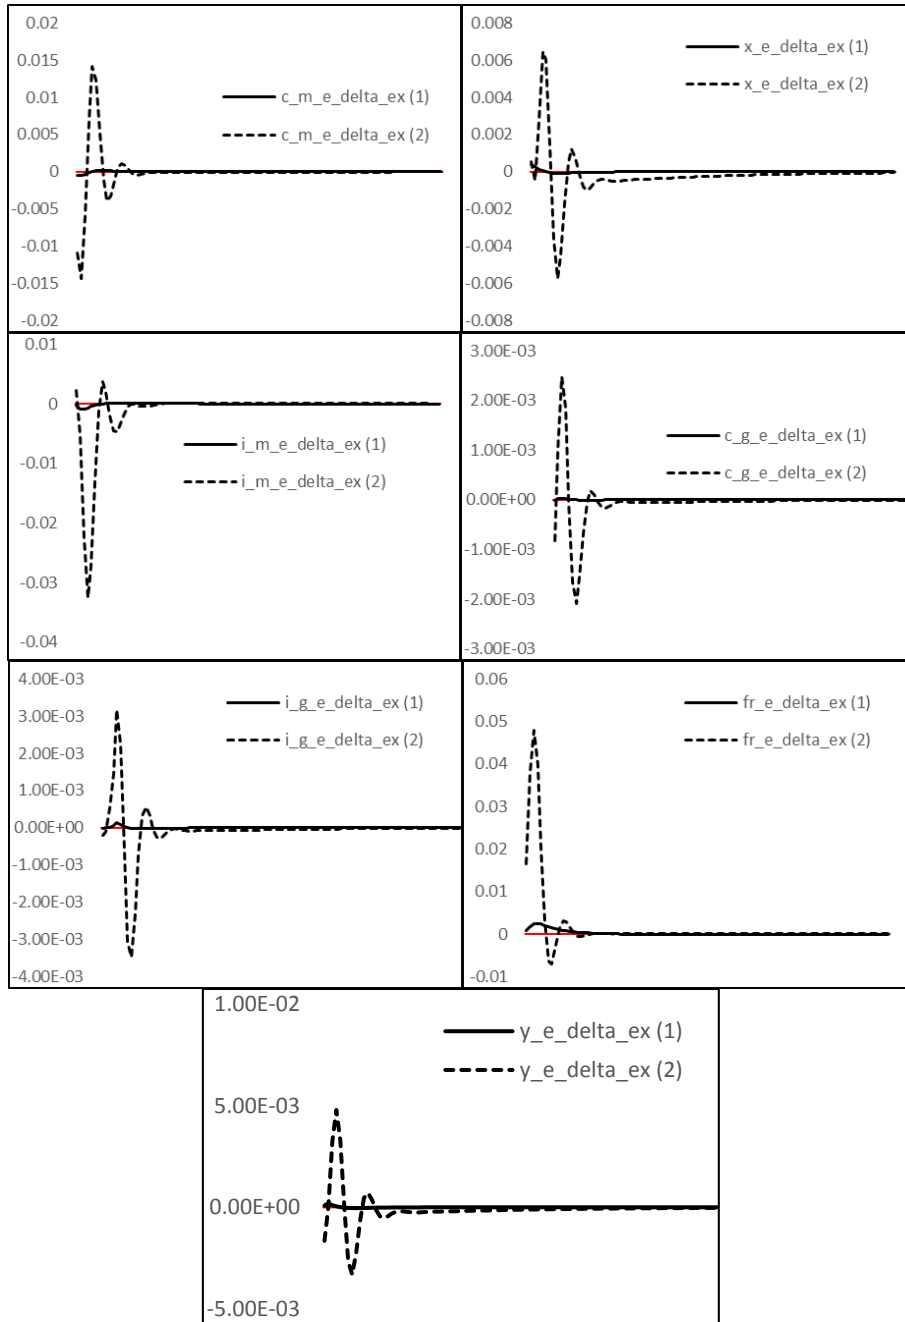 0.02
0.015
0.01
0.005
0
-0.005
-0.01
-0.015
-0.02
c_m_e_delta_ex (1)
c_m_e_delta_ex (2)
0.008
0.006
0.004
0.002
0
-0.002
-0.004
-0.006
-0.008
x_e_delta_ex (1)
x_e_delta_ex (2)
0.01
0
-0.01
-0.02
-0.03
-0.04
i_m_e_delta_ex (1)
i_m_e_delta_ex (2)
3.00E-03
2.00E-03
1.00E-03
0.00E+00
-1.00E-03
-2.00E-03
-3.00E-03
c_g_e_delta_ex (1)
c_g_e_delta_ex (2)
4.00E-03
3.00E-03
2.00E-03
1.00E-03
0.00E+00
-1.00E-03
-2.00E-03
-3.00E-03
-4.00E-03
i_g_e_delta_ex (1)
i_g_e_delta_ex (2)
0.06
0.05
0.04
0.03
0.02
0.01
0
-0.01
fr_e_delta_ex (1)
fr_e_delta_ex (2)
1.00E-02
5.00E-03
0.00E+00
-5.00E-03
y_e_delta_ex (1)
y_e_delta_ex (2)